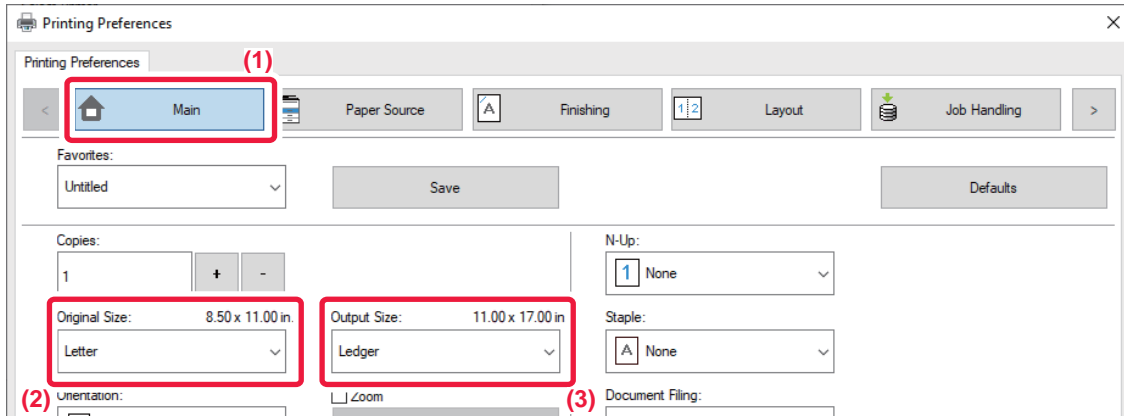 Printing Preferences
Printing Preferences
(1)
< Main Paper Source A Finishing 1 2 Layout Job Handling >
Favorites:
Untitled Save Defaults
Copies: N-Up:
1 + - 1 None
Original Size: 8.50 x 11.00 in. Output Size: 11.00 x 17.00 in Staple:
Letter Ledger A None
(2) Orientation: Zoom (3) Document Filing: